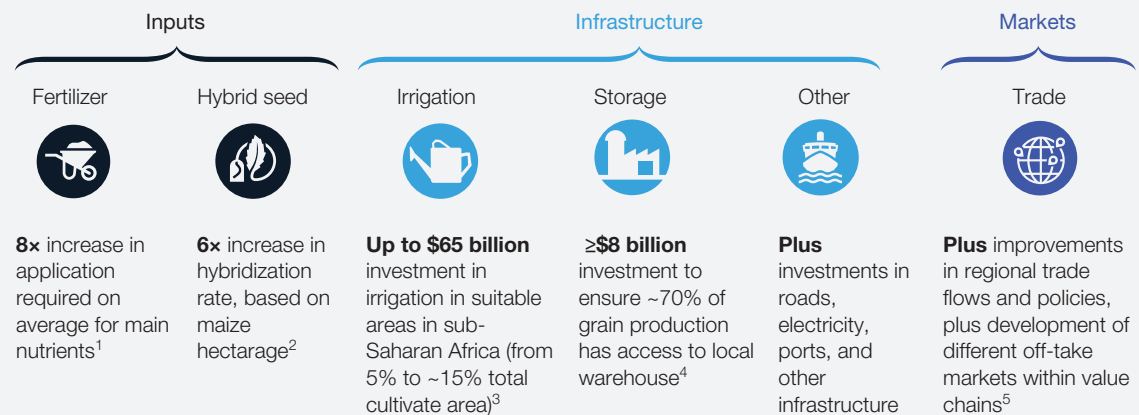 Inputs
Infrastructure
Markets
Fertilizer
Hybrid seed
Irrigation
Storage
Other
Trade
8× increase in
application
required on
average for main
nutrients1
6× increase in
hybridization
rate, based on
maize
hectarage2
Up to $65 billion
investment in
irrigation in suitable
areas in sub-
Saharan Africa (from
5% to ~15% total
cultivate area)3
≥$8 billion
investment to
ensure ~70% of
grain production
has access to local
warehouse4
Plus
investments in
roads,
electricity,
ports, and
other
infrastructure
Plus improvements
in regional trade
flows and policies,
plus development of
different off-take
markets within value
chains5